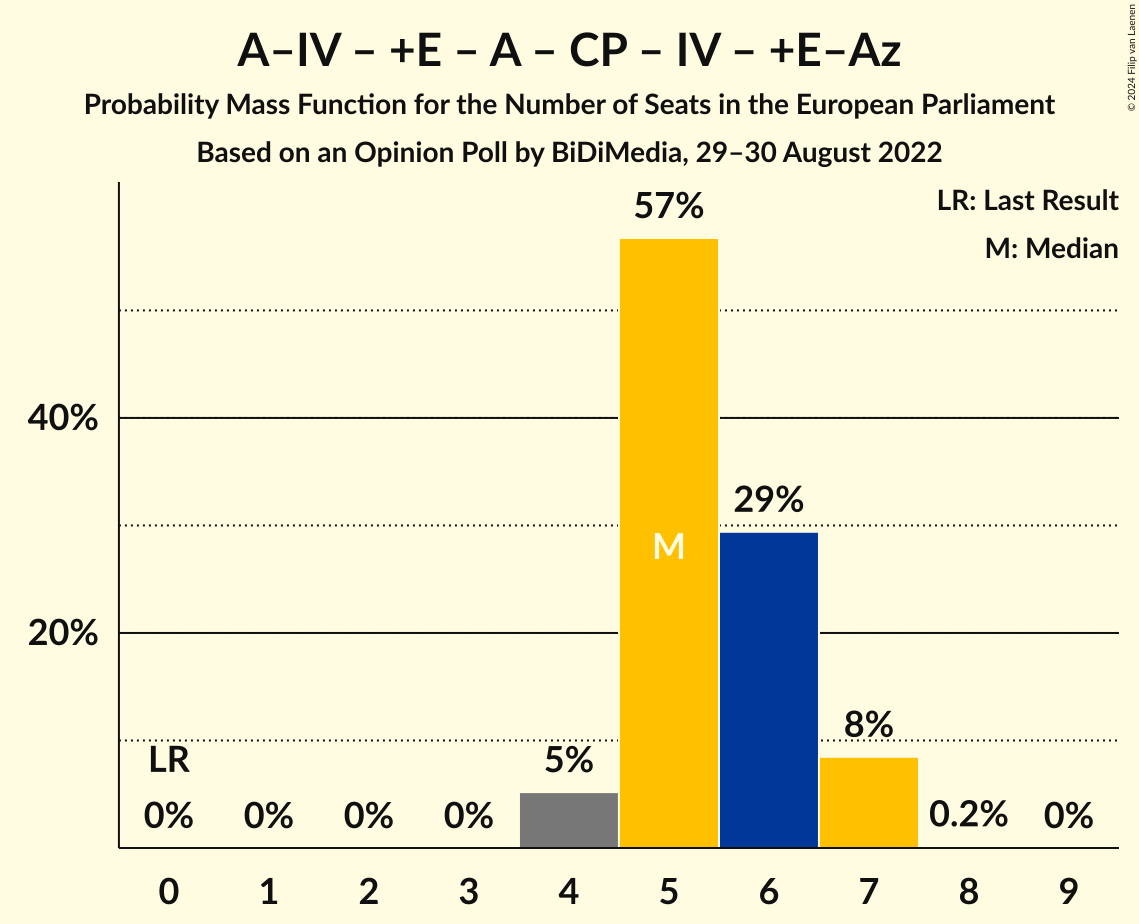 A–IV – +E – A – CP – IV – +E–Az
Probability Mass Function for the Number of Seats in the European Parliament
Based on an Opinion Poll by BiDiMedia, 29–30 August 2022
© 2024 Filip van Laenen
LR: Last Result
M: Median
57%
40%
29%
M
20%
8%
LR
5%
0% 0% 0% 0% 0.2% 0%
0 1 2 3 4 5 6 7 8 9